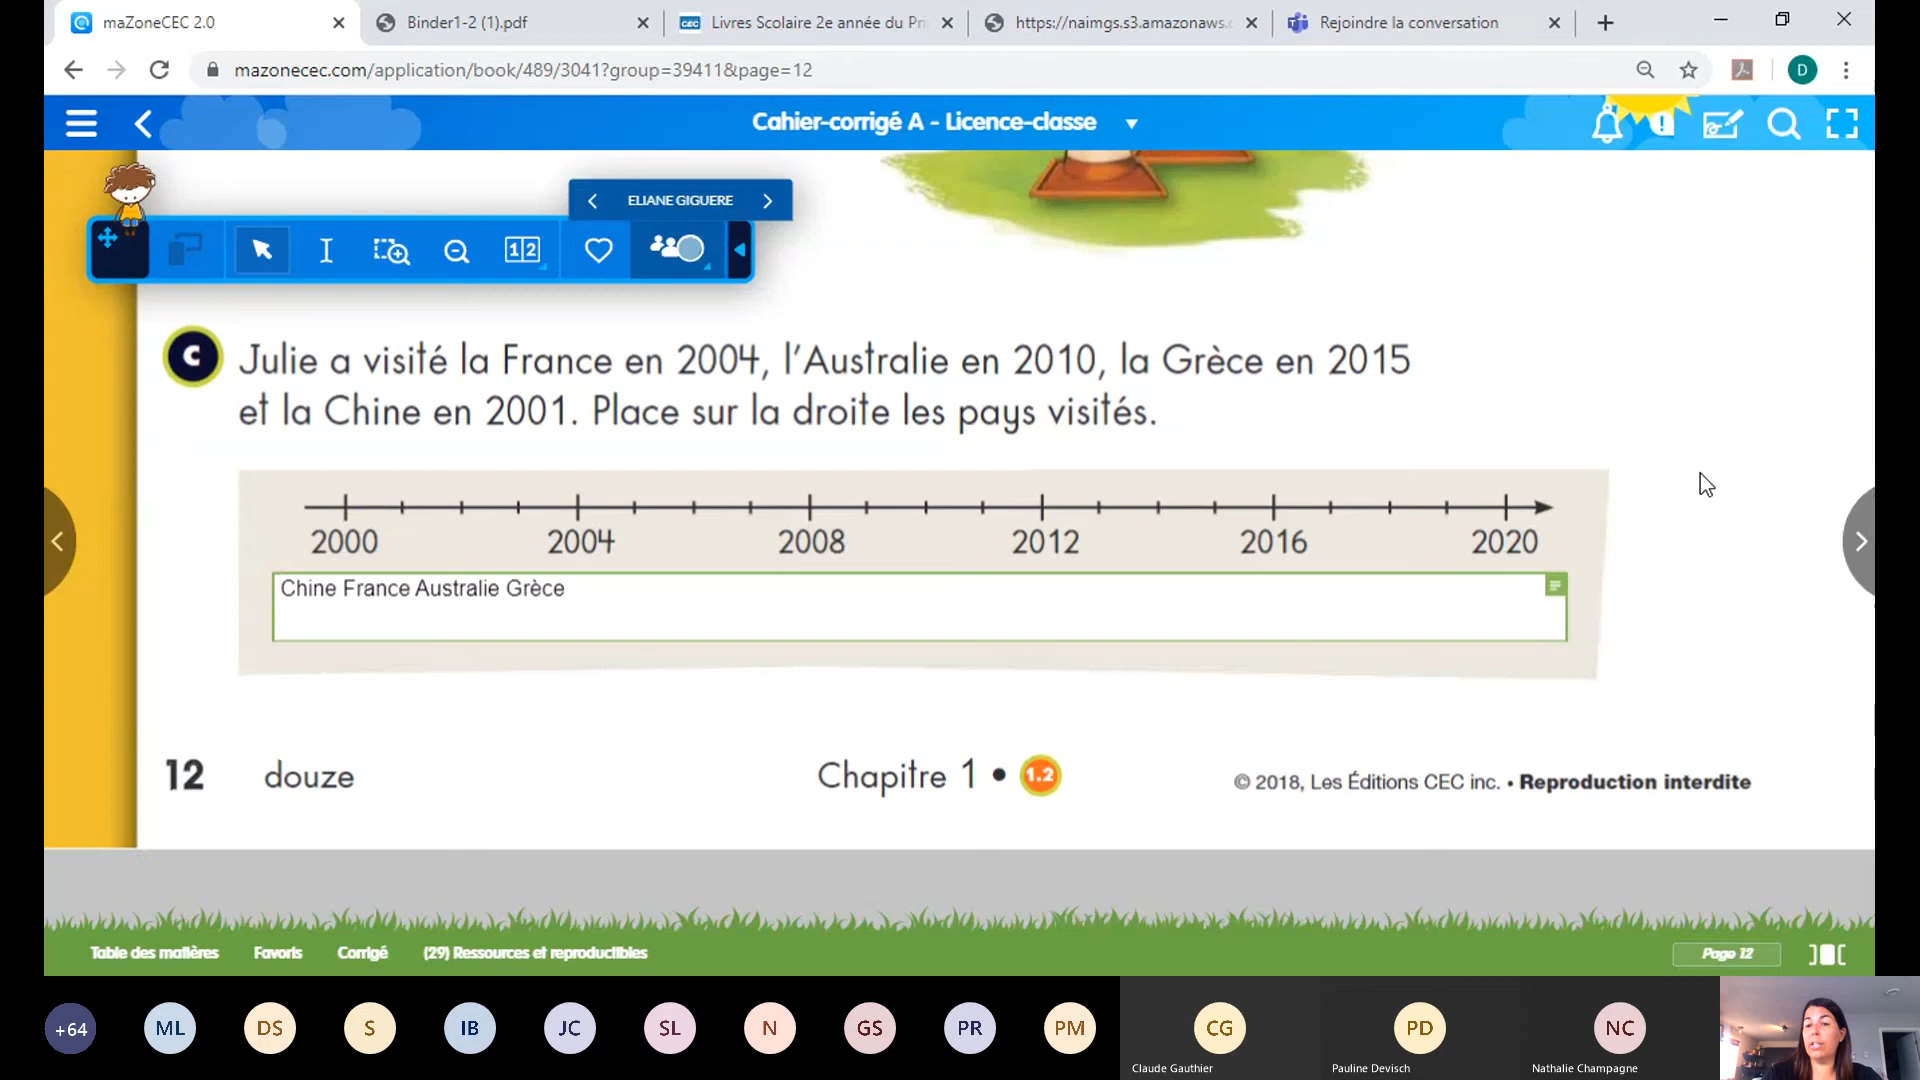 maZoneCEC 2.0
Binder1-2 (1).pdf
CEC
Livres Scolaire 2e année du Pri
https://naimgs.s3.amazonaws.c
Rejoindre la conversation
mazonecec.com/application/book/489/3041?group=39411&page=12
D
Cahier-corrigé A - Licence-classe
ELIANE GIGUERE
1 2
C
Julie a visité la France en 2004, l'Australie en 2010, la Grèce en 2015
et la Chine en 2001. Place sur la droite les pays visités.
2000 2004 2008 2012 2016 2020
Chine France Australie Grèce
12 douze
Chapitre 1 • 1.2
© 2018, Les Éditions CEC inc. • Reproduction interdite
Table des matières
Favoris
Corrigé
(29) Ressources et reproductibles
Page 12
+64
ML
DS
S
IB
JC
SL
N
GS
PR
PM
CG
Claude Gauthier
PD
Pauline Devisch
NC
Nathalie Champagne